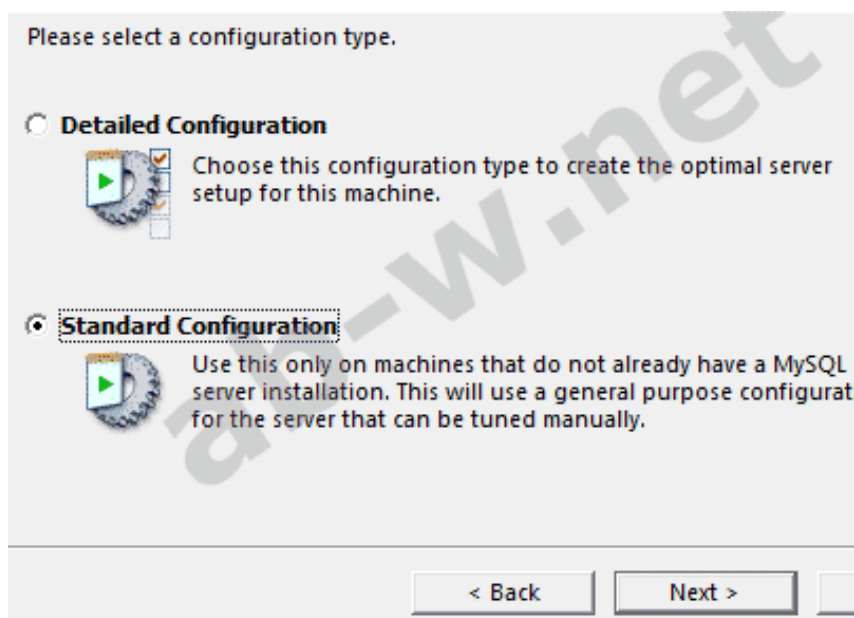 Please select a configuration type.
Detailed Configuration
Choose this configuration type to create the optimal server
setup for this machine.
Standard Configuration
Use this only on machines that do not already have a MySQL
server installation. This will use a general purpose configurat
for the server that can be tuned manually.
< Back
Next >
ab-w.net